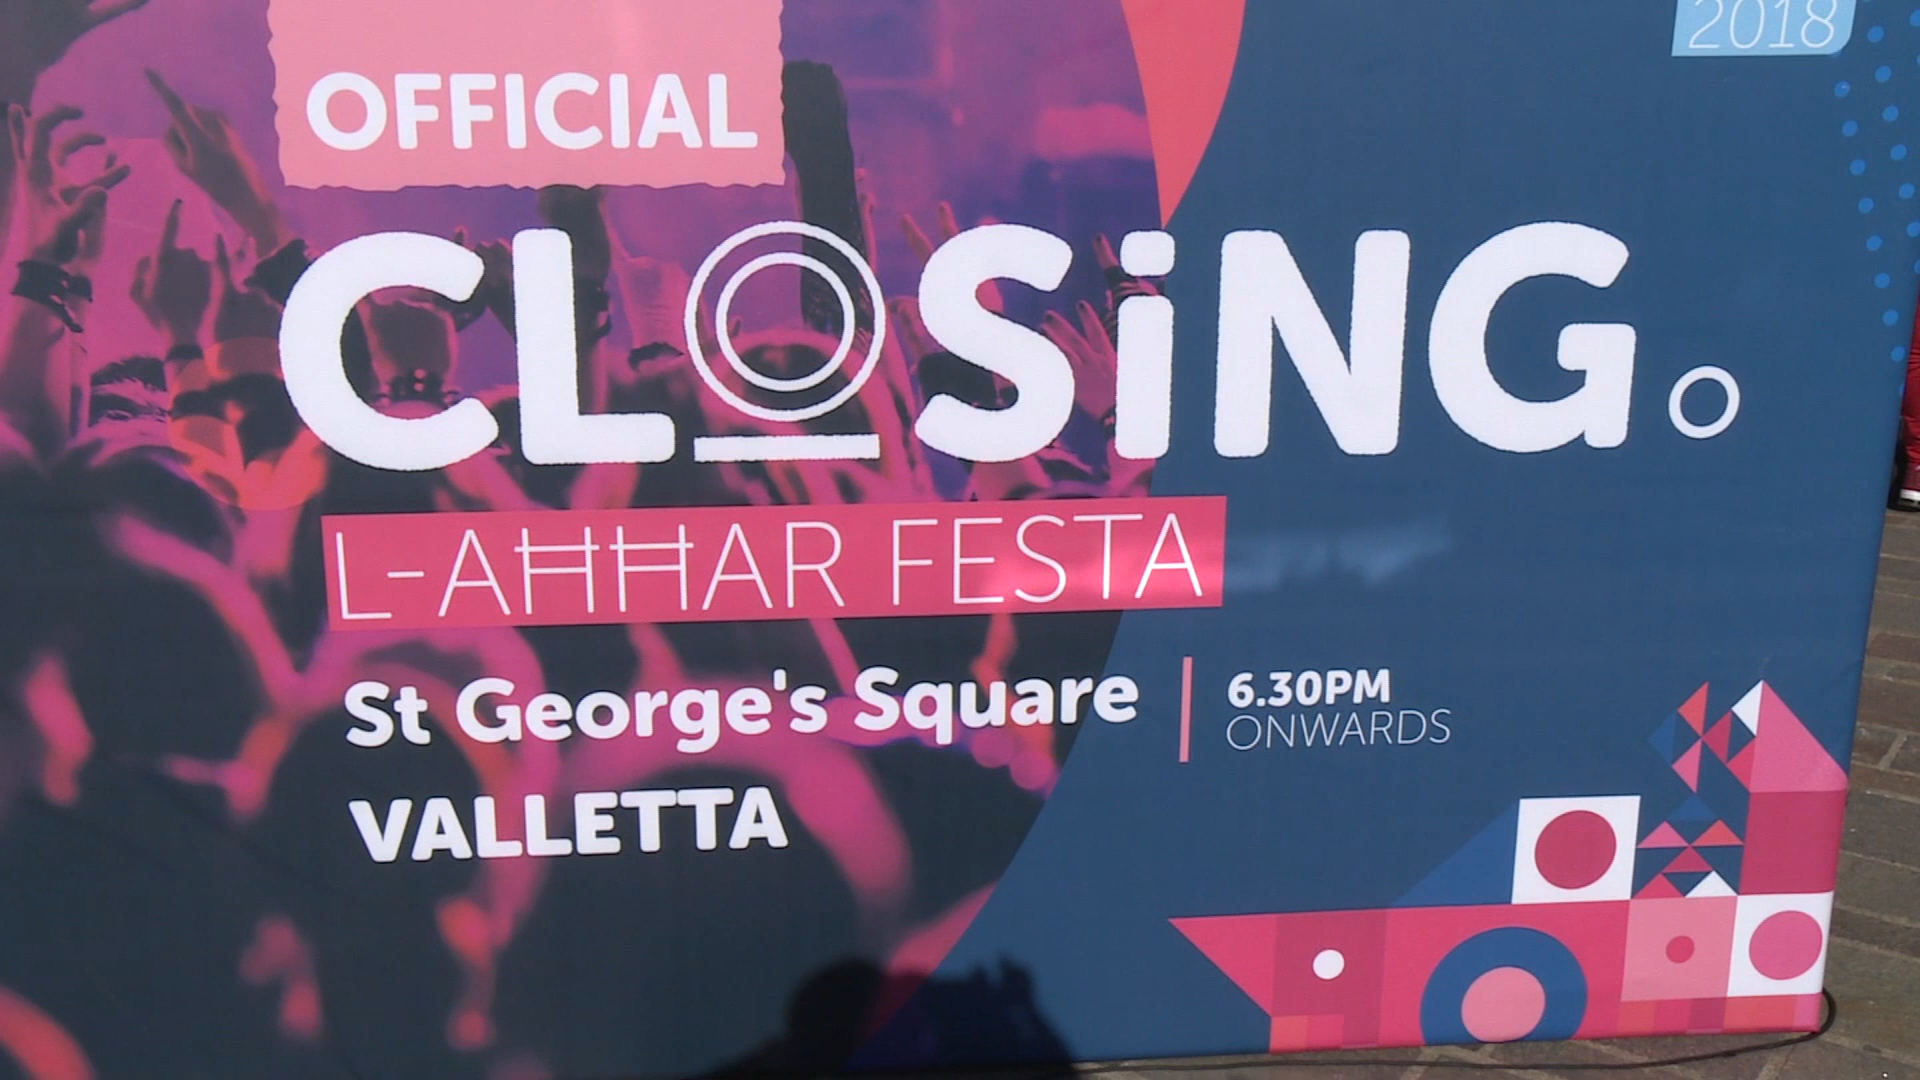 2018
OFFICIAL
CLOSiNG.
L-AĦĦAR FESTA
St George's Square
VALLETTA
6.30PM
ONWARDS